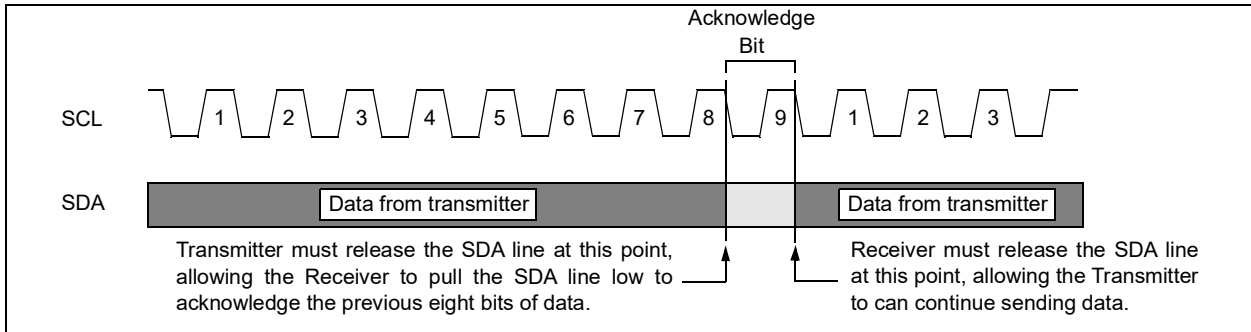 Acknowledge
Bit
SCL
1 2 3 4 5 6 7 8 9 1 2 3
SDA
Data from transmitter
Data from transmitter
Transmitter must release the SDA line at this point,
allowing the Receiver to pull the SDA line low to
acknowledge the previous eight bits of data.
Receiver must release the SDA line
at this point, allowing the Transmitter
to can continue sending data.